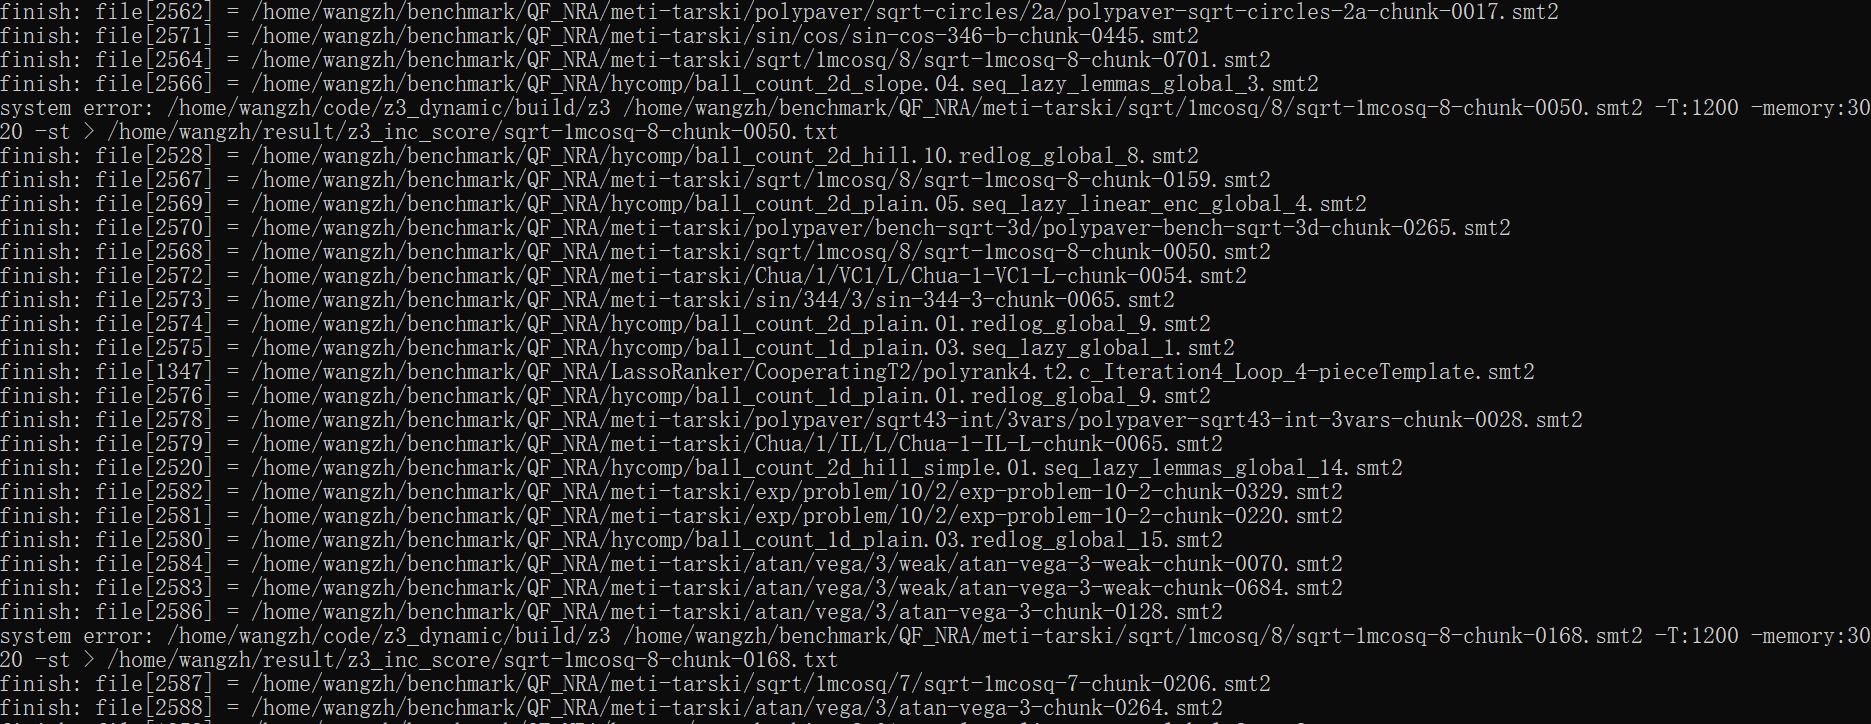 finish: file[2562] = /home/wangzh/benchmark/QF_NRA/meti-tarski/polypaver/sqrt-circles/2a/polypaver-sqrt-circles-2a-chunk-0017.smt2
finish: file[2571] = /home/wangzh/benchmark/QF_NRA/meti-tarski/sin/cos/sin-cos-346-b-chunk-0445.smt2
finish: file[2564] = /home/wangzh/benchmark/QF_NRA/meti-tarski/sqrt/1mcosq/8/sqrt-1mcosq-8-chunk-0701.smt2
finish: file[2566] = /home/wangzh/benchmark/QF_NRA/hycomp/ball_count_2d_slope.04.seq_lazy_lemmas_global_3.smt2
system error: /home/wangzh/code/z3_dynamic/build/z3 /home/wangzh/benchmark/QF_NRA/meti-tarski/sqrt/1mcosq/8/sqrt-1mcosq-8-chunk-0050.smt2 -T:1200 -memory:30
20 -st > /home/wangzh/result/z3_inc_score/sqrt-1mcosq-8-chunk-0050.txt
finish: file[2528] = /home/wangzh/benchmark/QF_NRA/hycomp/ball_count_2d_hill.10.redlog_global_8.smt2
finish: file[2567] = /home/wangzh/benchmark/QF_NRA/meti-tarski/sqrt/1mcosq/8/sqrt-1mcosq-8-chunk-0159.smt2
finish: file[2569] = /home/wangzh/benchmark/QF_NRA/hycomp/ball_count_2d_plain.05.seq_lazy_linear_enc_global_4.smt2
finish: file[2570] = /home/wangzh/benchmark/QF_NRA/meti-tarski/polypaver/bench-sqrt-3d/polypaver-bench-sqrt-3d-chunk-0265.smt2
finish: file[2568] = /home/wangzh/benchmark/QF_NRA/meti-tarski/sqrt/1mcosq/8/sqrt-1mcosq-8-chunk-0050.smt2
finish: file[2572] = /home/wangzh/benchmark/QF_NRA/meti-tarski/Chua/1/VC1/L/Chua-1-VC1-L-chunk-0054.smt2
finish: file[2573] = /home/wangzh/benchmark/QF_NRA/meti-tarski/sin/344/3/sin-344-3-chunk-0065.smt2
finish: file[2574] = /home/wangzh/benchmark/QF_NRA/hycomp/ball_count_2d_plain.01.redlog_global_9.smt2
finish: file[2575] = /home/wangzh/benchmark/QF_NRA/hycomp/ball_count_1d_plain.03.seq_lazy_global_1.smt2
finish: file[1347] = /home/wangzh/benchmark/QF_NRA/LassoRanker/CooperatingT2/polyrank4.t2.c_Iteration4_Loop_4-pieceTemplate.smt2
finish: file[2576] = /home/wangzh/benchmark/QF_NRA/hycomp/ball_count_1d_plain.01.redlog_global_9.smt2
finish: file[2578] = /home/wangzh/benchmark/QF_NRA/meti-tarski/polypaver/sqrt43-int/3vars/polypaver-sqrt43-int-3vars-chunk-0028.smt2
finish: file[2579] = /home/wangzh/benchmark/QF_NRA/meti-tarski/Chua/1/IL/L/Chua-1-IL-L-chunk-0065.smt2
finish: file[2520] = /home/wangzh/benchmark/QF_NRA/hycomp/ball_count_2d_hill_simple.01.seq_lazy_lemmas_global_14.smt2
finish: file[2582] = /home/wangzh/benchmark/QF_NRA/meti-tarski/exp/problem/10/2/exp-problem-10-2-chunk-0329.smt2
finish: file[2581] = /home/wangzh/benchmark/QF_NRA/meti-tarski/exp/problem/10/2/exp-problem-10-2-chunk-0220.smt2
finish: file[2580] = /home/wangzh/benchmark/QF_NRA/hycomp/ball_count_1d_plain.03.redlog_global_15.smt2
finish: file[2584] = /home/wangzh/benchmark/QF_NRA/meti-tarski/atan/vega/3/weak/atan-vega-3-weak-chunk-0070.smt2
finish: file[2583] = /home/wangzh/benchmark/QF_NRA/meti-tarski/atan/vega/3/weak/atan-vega-3-weak-chunk-0684.smt2
finish: file[2586] = /home/wangzh/benchmark/QF_NRA/meti-tarski/atan/vega/3/atan-vega-3-chunk-0128.smt2
system error: /home/wangzh/code/z3_dynamic/build/z3 /home/wangzh/benchmark/QF_NRA/meti-tarski/sqrt/1mcosq/8/sqrt-1mcosq-8-chunk-0168.smt2 -T:1200 -memory:30
20 -st > /home/wangzh/result/z3_inc_score/sqrt-1mcosq-8-chunk-0168.txt
finish: file[2587] = /home/wangzh/benchmark/QF_NRA/meti-tarski/sqrt/1mcosq/7/sqrt-1mcosq-7-chunk-0206.smt2
finish: file[2588] = /home/wangzh/benchmark/QF_NRA/meti-tarski/atan/vega/3/atan-vega-3-chunk-0264.smt2